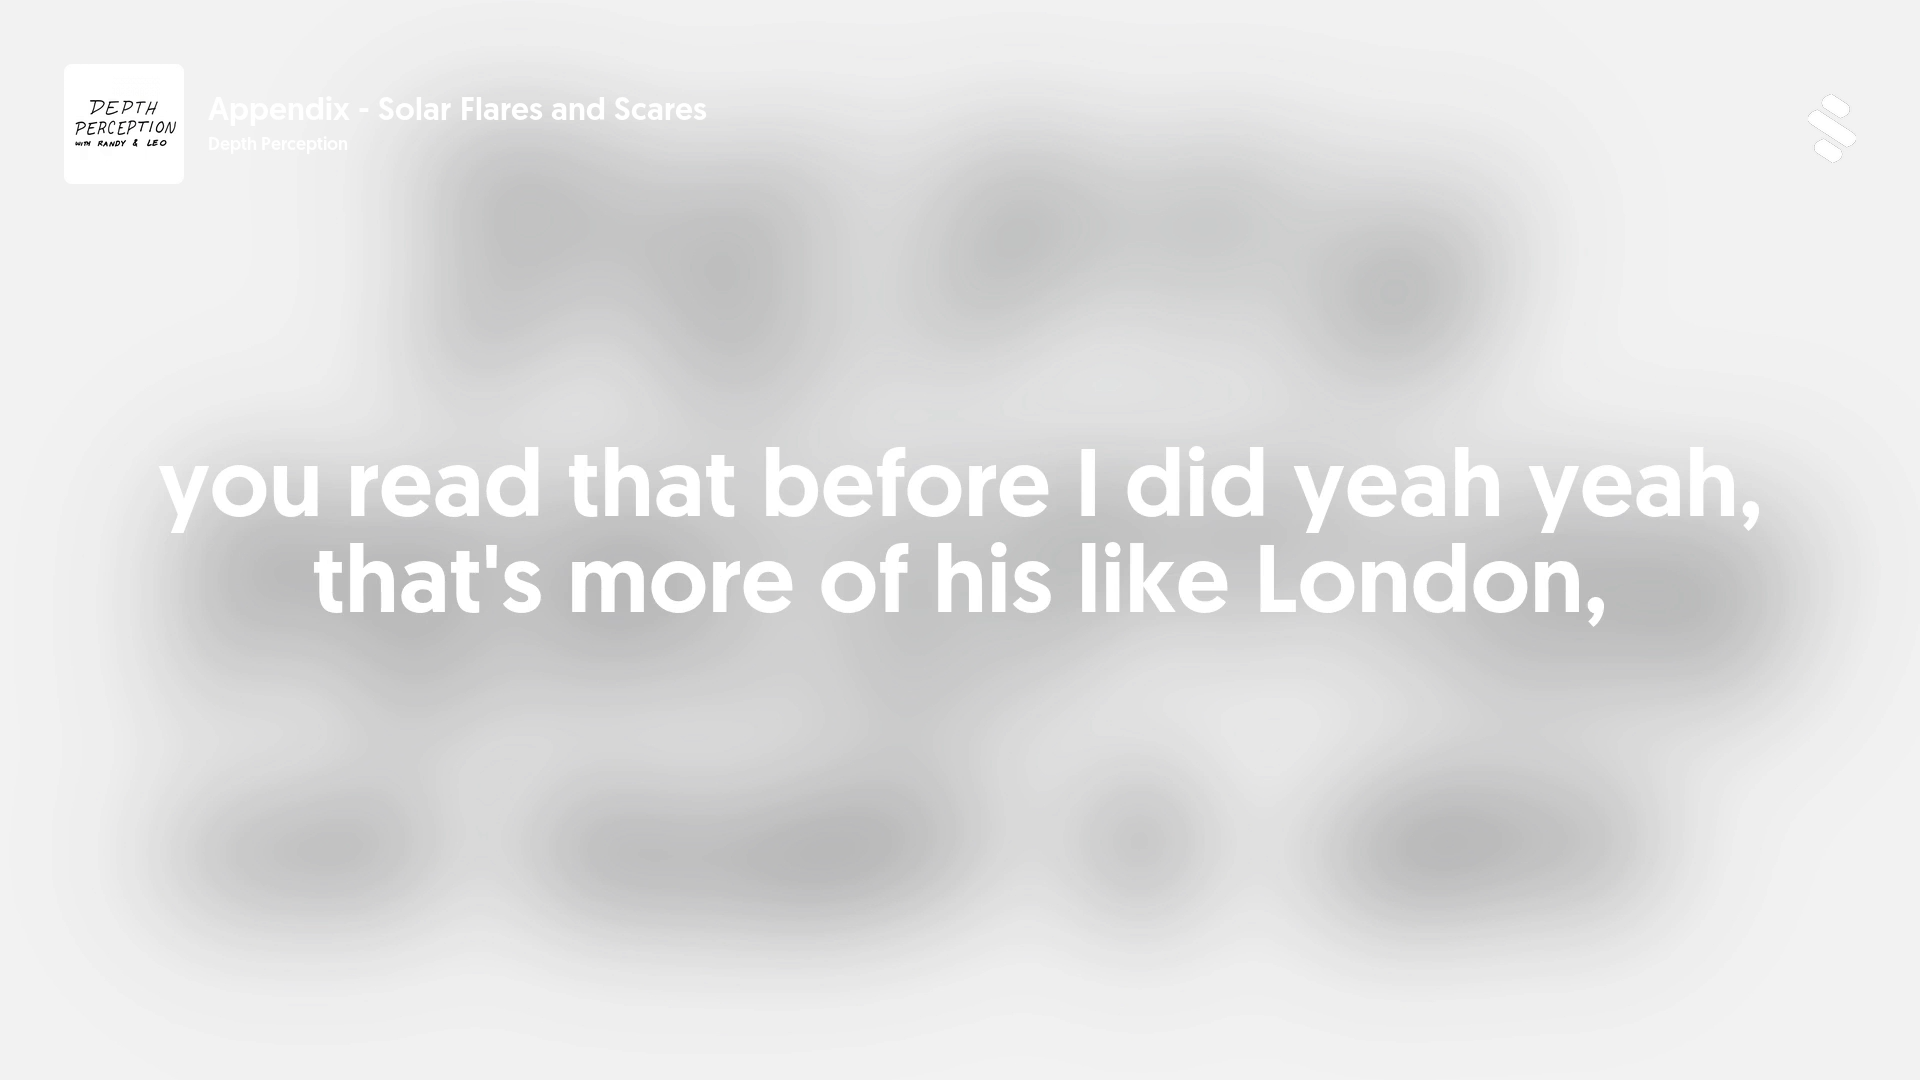 DEPTH
PERCEPTION
WITH RANDY & LEO
Appendix - Solar Flares and Scares
Depth Perception
you read that before I did yeah yeah,
that's more of his like London,